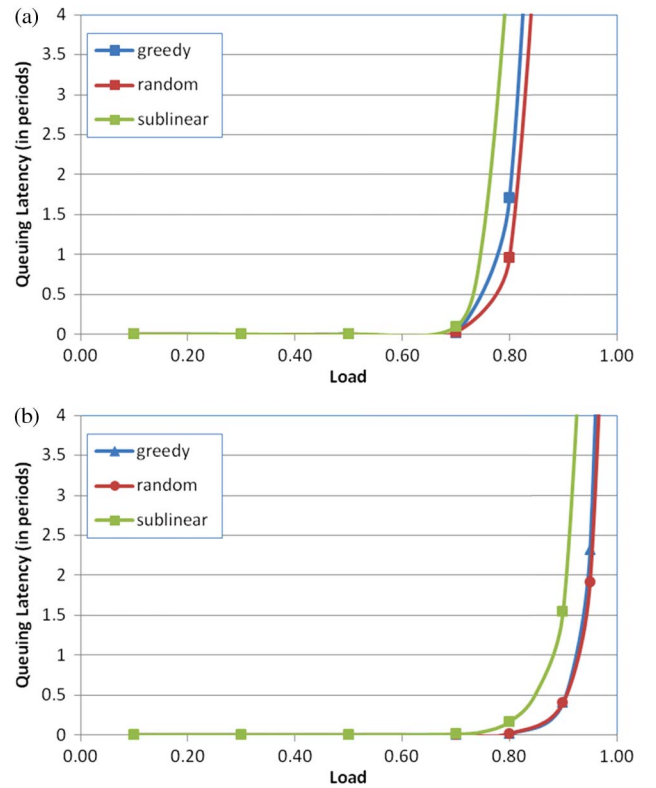 (a)
4
3.5
3
2.5
2
1.5
1
0.5
0
Queuing Latency (in periods)
greedy
random
sublinear
0.00 0.20 0.40 0.60 0.80 1.00
Load
(b)
4
3.5
3
2.5
2
1.5
1
0.5
0
Queuing Latency (in periods)
greedy
random
sublinear
0.00 0.20 0.40 0.60 0.80 1.00
Load